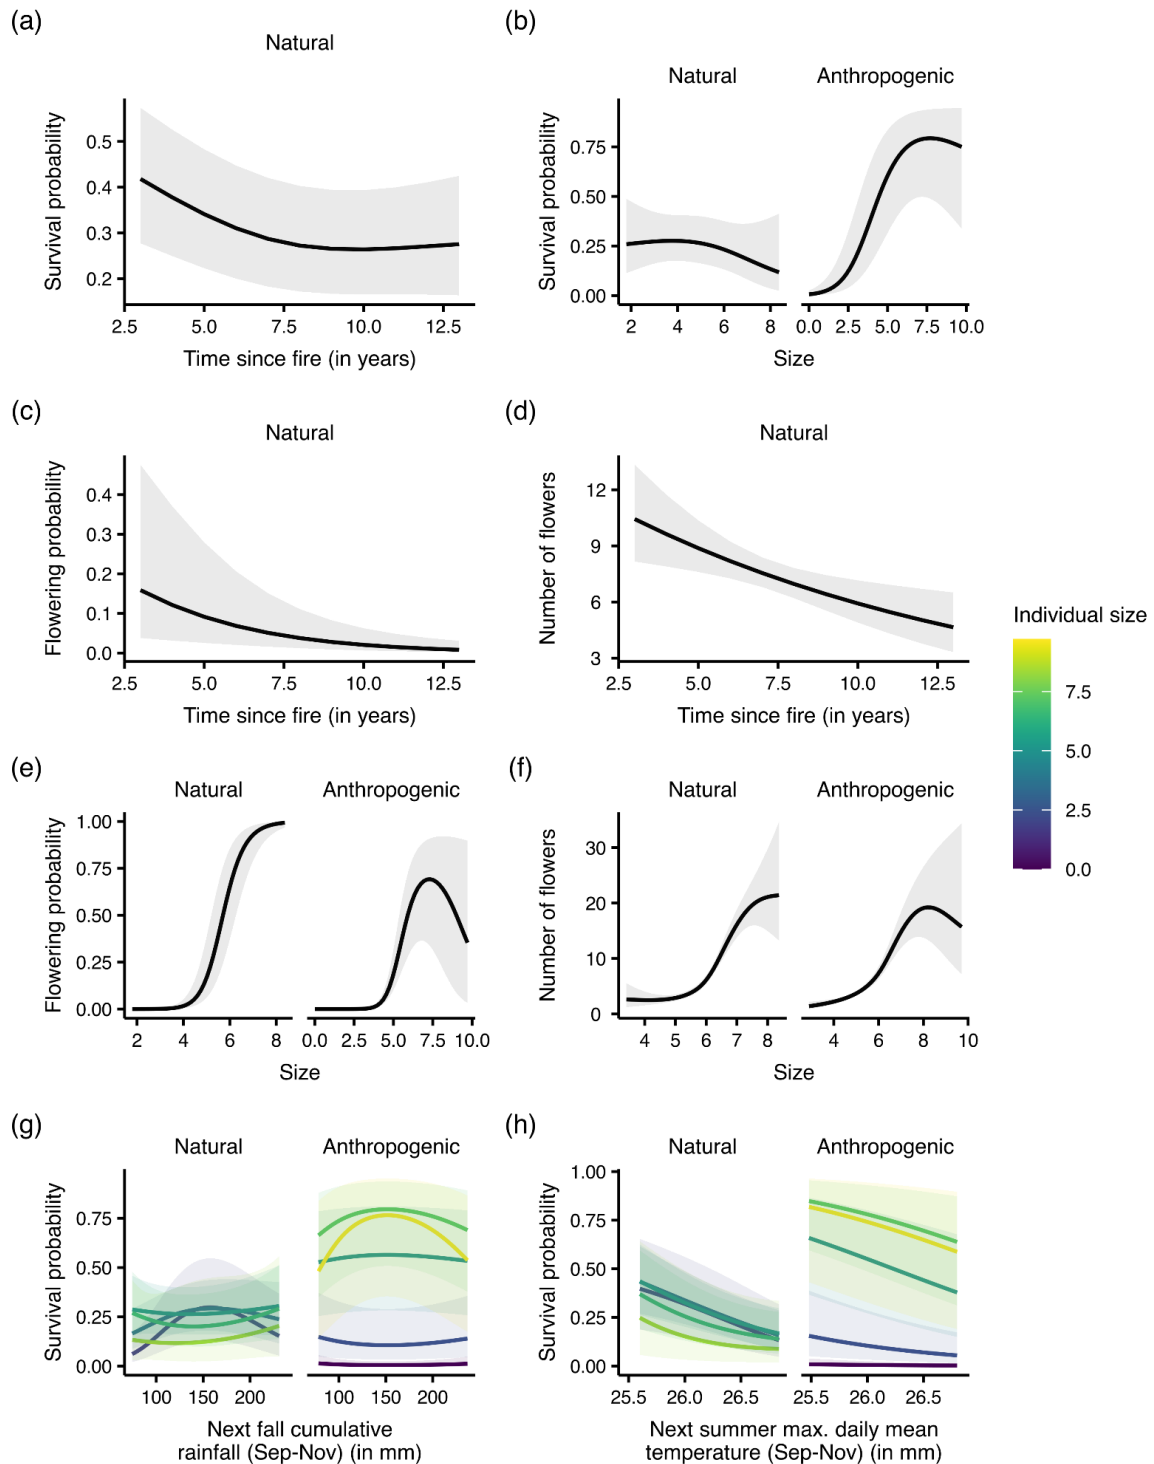 (a)
Natural
Survival probability
0.5
0.4
0.3
0.2
2.5 5.0 7.5 10.0 12.5
Time since fire (in years)
(b)
Natural Anthropogenic
Survival probability
0.75
0.50
0.25
0.00
2 4 6 8 0.0 2.5 5.0 7.5 10.0
Size
(c)
Natural
Flowering probability
0.4
0.3
0.2
0.1
0.0
2.5 5.0 7.5 10.0 12.5
Time since fire (in years)
(d)
Natural
Number of flowers
12
9
6
3
2.5 5.0 7.5 10.0 12.5
Time since fire (in years)
Individual size
7.5
5.0
2.5
0.0
(e)
Natural Anthropogenic
Flowering probability
1.00
0.75
0.50
0.25
0.00
2 4 6 8 0.0 2.5 5.0 7.5 10.0
Size
(f)
Natural Anthropogenic
Number of flowers
30
20
10
0
4 5 6 7 8 4 6 8 10
Size
(g)
Natural Anthropogenic
Survival probability
0.75
0.50
0.25
0.00
100 150 200 100 150 200
Next fall cumulative
rainfall (Sep-Nov) (in mm)
(h)
Natural Anthropogenic
Survival probability
1.00
0.75
0.50
0.25
0.00
25.5 26.0 26.5 25.5 26.0 26.5
Next summer max. daily mean
temperature (Sep-Nov) (in mm)